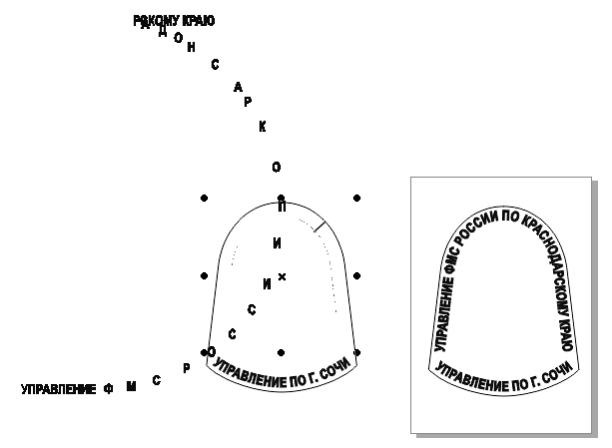 УПРАВЛЕНИЕ Ф М С Р О С С И И П О К Р А С Н О Д А РСКОМУ КРАЮ
УПРАВЛЕНИЕ ПО Г. СОЧИ
УПРАВЛЕНИЕ ФМС РОССИИ ПО КРАСНОДАРСКОМУ КРАЮ
УПРАВЛЕНИЕ ПО Г. СОЧИ